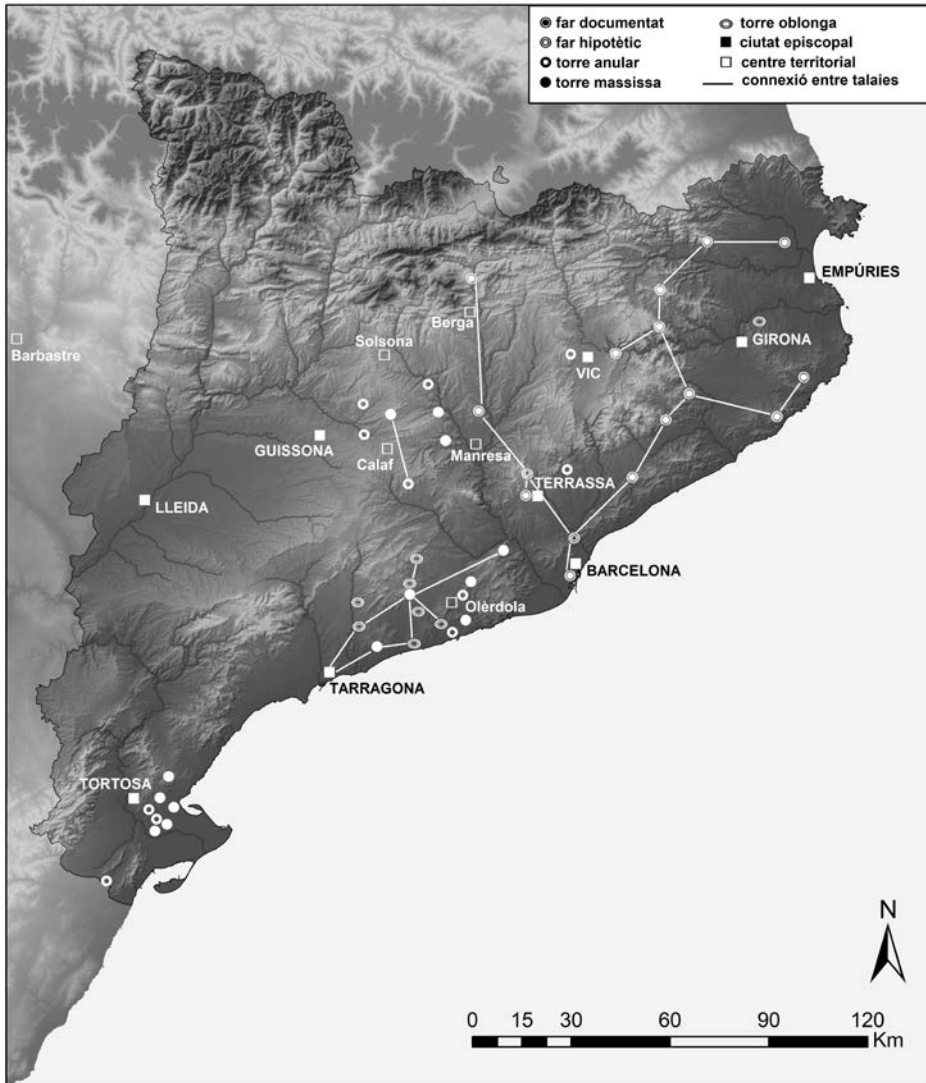 far documentat
far hipotètic
torre anular
torre massissa
torre oblonga
ciutat episcopal
centre territorial
connexió entre talaies
EMPÚRIES
Berga
Barbastre
Solsona
GIRONA
VIC
GUISSONA
Calaf
Manresa
TERRASSA
LLEIDA
BARCELONA
Olèrdola
TARRAGONA
TORTOSA
N
0 15 30 60 90 120
Km